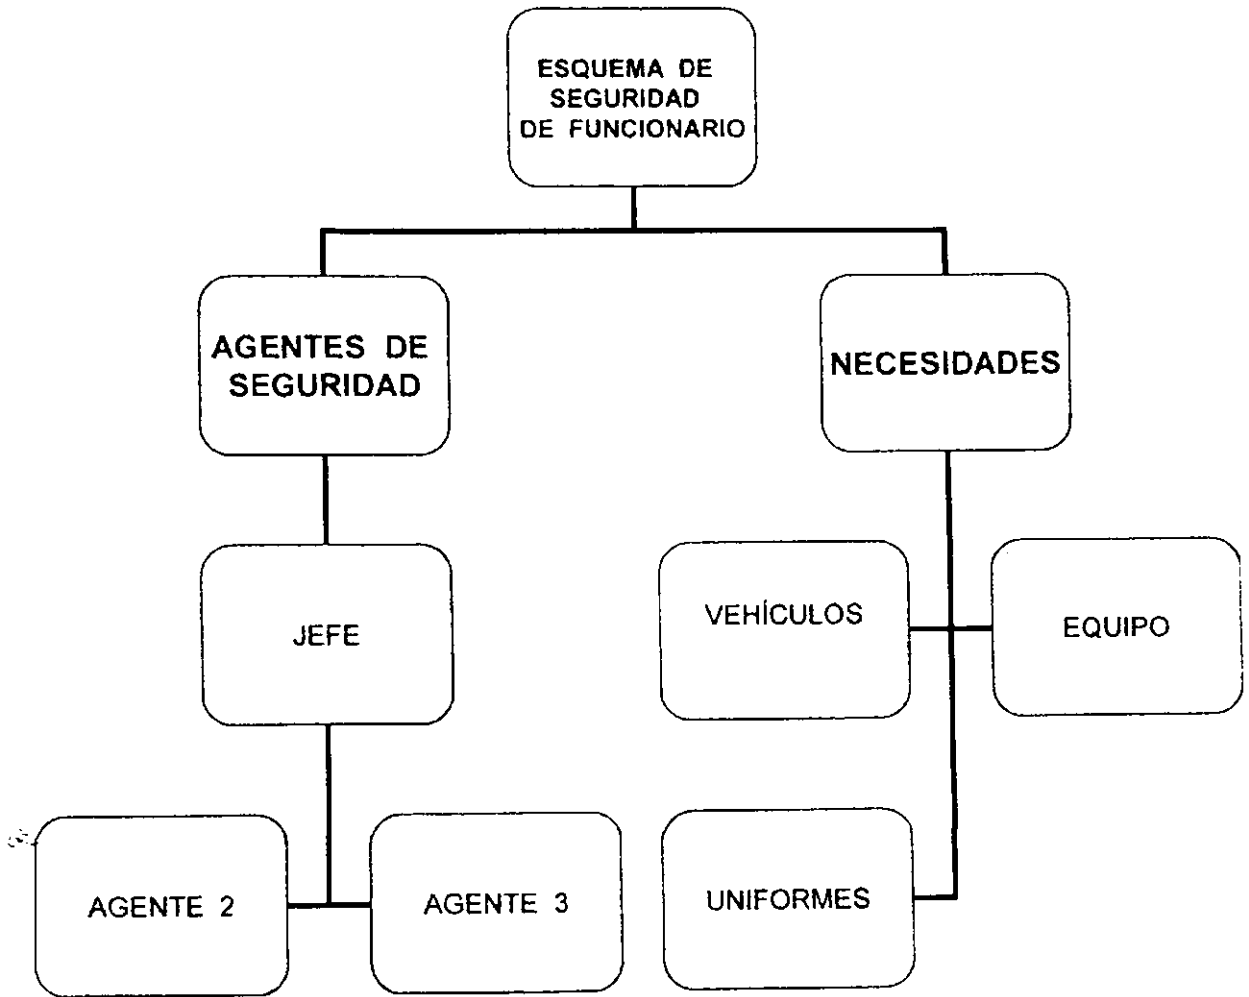 ESQUEMA DE
SEGURIDAD
DE FUNCIONARIO
AGENTES DE
SEGURIDAD
NECESIDADES
JEFE
VEHÍCULOS
EQUIPO
AGENTE 2
AGENTE 3
UNIFORMES